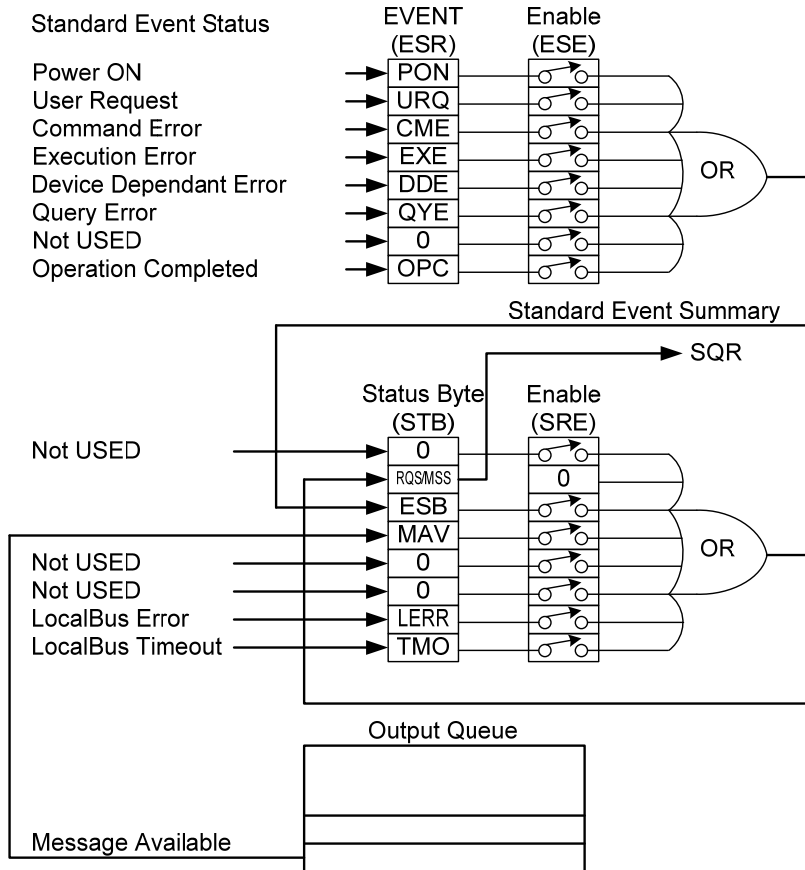 Standard Event Status
EVENT
(ESR)
Enable
(ESE)
Power ON
PON
User Request
URQ
Command Error
CME
Execution Error
EXE
Device Dependant Error
DDE
Query Error
QYE
Not USED
0
Operation Completed
OPC
OR
Standard Event Summary
SQR
Status Byte
(STB)
Enable
(SRE)
Not USED
0
RQS/MSS
0
ESB
MAV
Not USED
0
Not USED
0
LocalBus Error
LERR
LocalBus Timeout
TMO
OR
Output Queue
Message Available